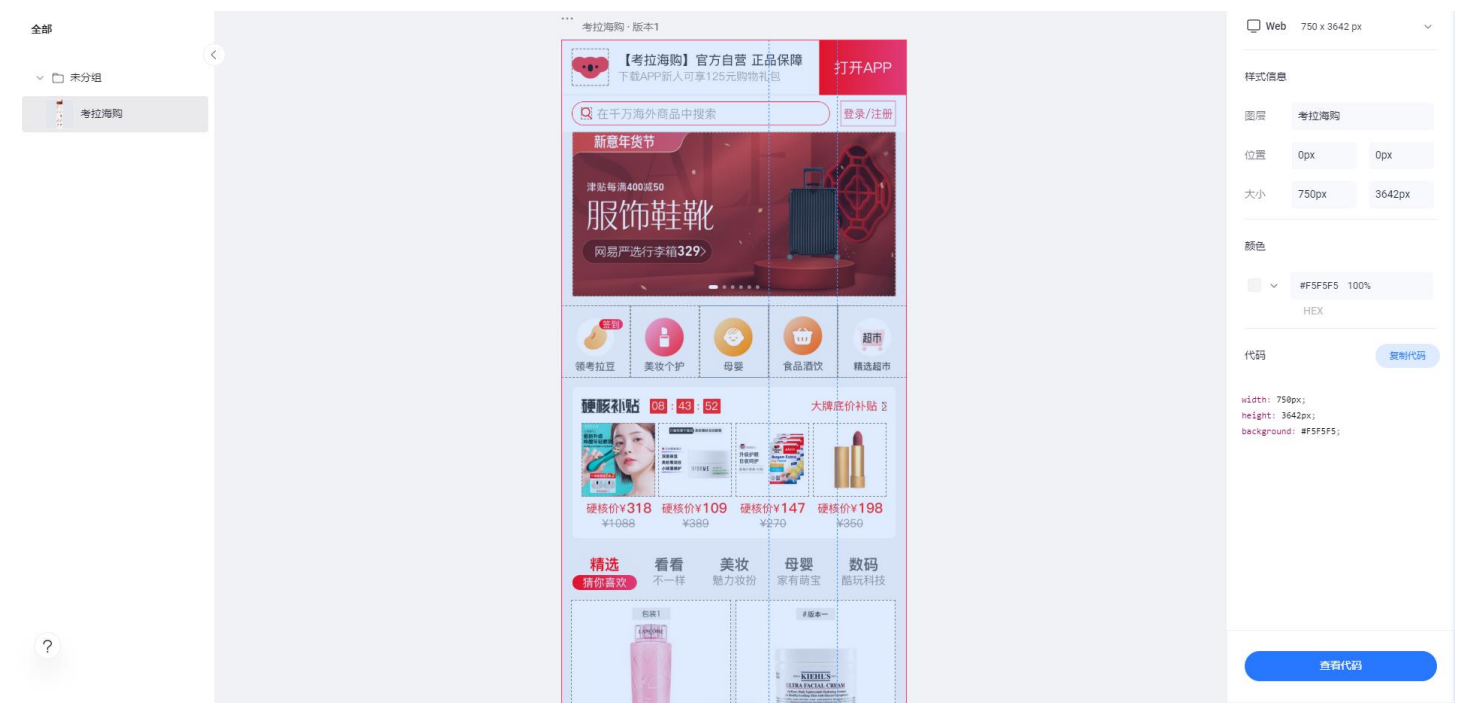 全部
未分组
考拉海购
?
考拉海购 · 版本1
【考拉海购】官方自营 正品保障
下载APP新人可享125元购物礼包
打开APP
在千万海外商品中搜索
登录/注册
新意年货节
津贴每满400减50
服饰鞋靴
网易严选行李箱329>
签到
超市
领考拉豆 美妆个护 母婴 食品酒饮 精选超市
硬核补贴 08 : 43 : 52 大牌底价补贴
硬核价¥318 硬核价¥109 硬核价¥147 硬核价¥198
¥1088 ¥389 ¥270 ¥350
精选 看看 美妆 母婴 数码
猜你喜欢 不一样 魅力妆扮 家有萌宝 酷玩科技
包装1
#版本一
LANCOME
KIEHL'S
ULTRA FACIAL CREAM
Web 750 x 3642 px
样式信息
图层 考拉海购
位置 0px 0px
大小 750px 3642px
颜色
#F5F5F5 100%
HEX
代码 复制代码
width: 750px;
height: 3642px;
background: #F5F5F5;
查看代码